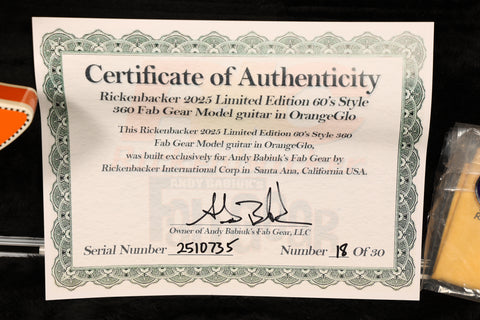 Certificate of Authenticity
Rickenbacker 2025 Limited Edition 60's Style
360 Fab Gear Model guitar in OrangeGlo
This Rickenbacker 2025 Limited Edition 60's Style 360
Fab Gear Model guitar in OrangeGlo,
was built exclusively for Andy Babiuk's Fab Gear by
Rickenbacker International Corp in Santa Ana, California USA.
ANDY BABIUK'S
Owner of Andy Babiuk's Fab Gear, LLC
Serial Number 2510735 Number 18 Of 30